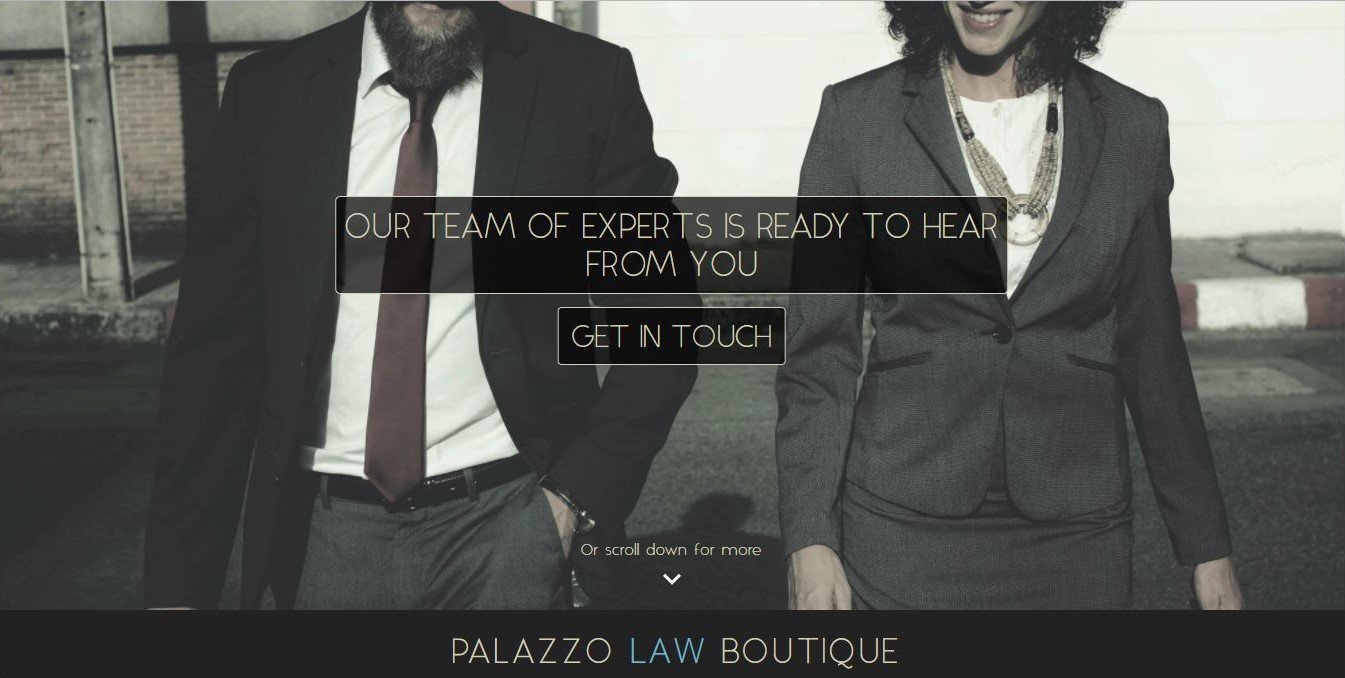 OUR TEAM OF EXPERTS IS READY TO HEAR
FROM YOU
GET IN TOUCH
Or scroll down for more
PALAZZO LAW BOUTIQUE